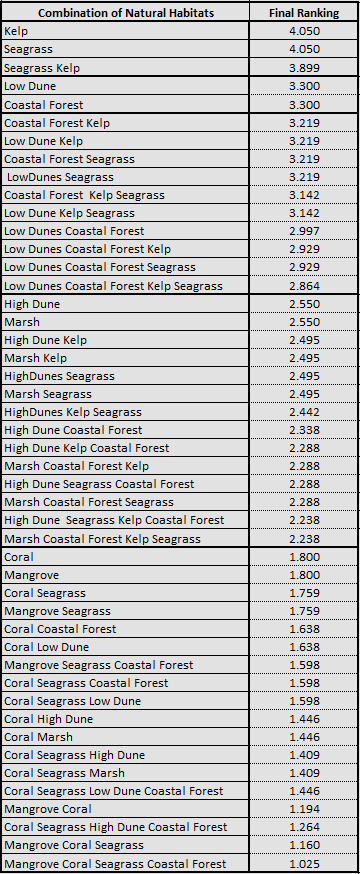 Combination of Natural Habitats Final Ranking
Kelp 4.050
Seagrass 4.050
Seagrass Kelp 3.899
Low Dune 3.300
Coastal Forest 3.300
Coastal Forest Kelp 3.219
Low Dune Kelp 3.219
Coastal Forest Seagrass 3.219
LowDunes Seagrass 3.219
Coastal Forest  Kelp Seagrass 3.142
Low Dune Kelp Seagrass 3.142
Low Dunes Coastal Forest 2.997
Low Dunes Coastal Forest Kelp 2.929
Low Dunes Coastal Forest Seagrass 2.929
Low Dunes Coastal Forest Kelp Seagrass 2.864
High Dune 2.550
Marsh 2.550
High Dune Kelp 2.495
Marsh Kelp 2.495
HighDunes Seagrass 2.495
Marsh Seagrass 2.495
HighDunes Kelp Seagrass 2.442
High Dune Coastal Forest 2.338
High Dune Kelp Coastal Forest 2.288
Marsh Coastal Forest Kelp 2.288
High Dune Seagrass Coastal Forest 2.288
Marsh Coastal Forest Seagrass 2.288
High Dune  Seagrass Kelp Coastal Forest 2.238
Marsh Coastal Forest Kelp Seagrass 2.238
Coral 1.800
Mangrove 1.800
Coral Seagrass 1.759
Mangrove Seagrass 1.759
Coral Coastal Forest 1.638
Coral Low Dune 1.638
Mangrove Seagrass Coastal Forest 1.598
Coral Seagrass Coastal Forest 1.598
Coral Seagrass Low Dune 1.598
Coral High Dune 1.446
Coral Marsh 1.446
Coral Seagrass High Dune 1.409
Coral Seagrass Marsh 1.409
Coral Seagrass Low Dune Coastal Forest 1.446
Mangrove Coral 1.194
Coral Seagrass High Dune Coastal Forest 1.264
Mangrove Coral Seagrass 1.160
Mangrove Coral Seagrass Coastal Forest 1.025